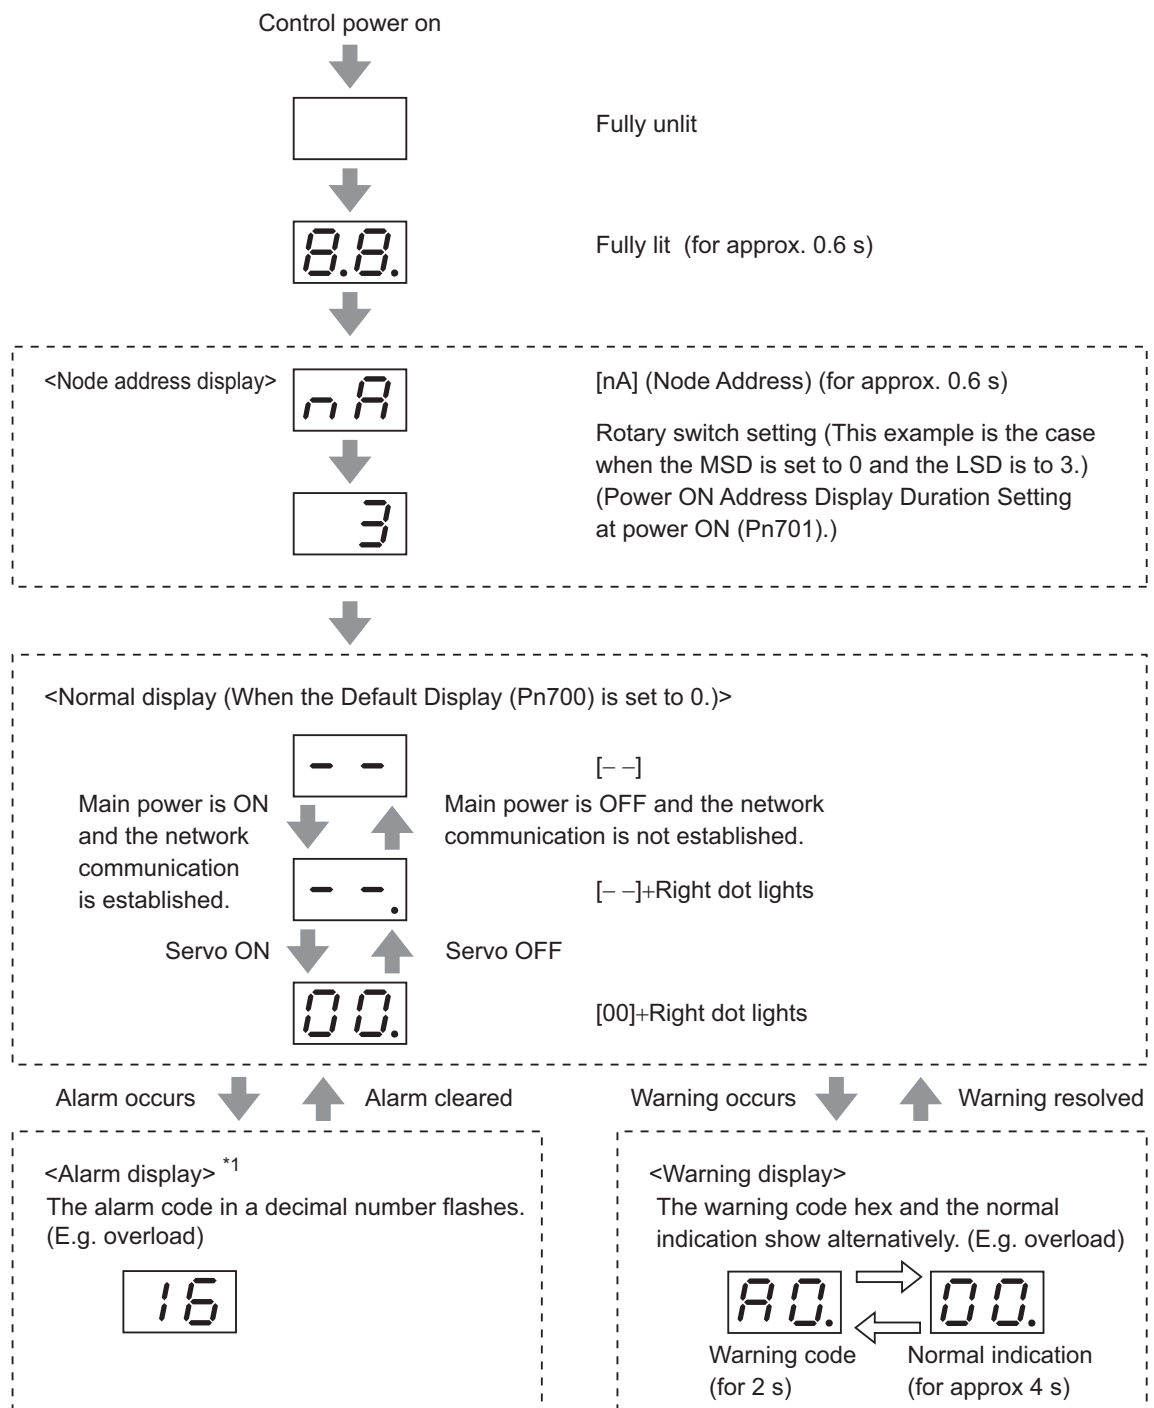 Control power on
Fully unlit
8.8.
Fully lit (for approx. 0.6 s)
<Node address display>
nA
[nA] (Node Address) (for approx. 0.6 s)
Rotary switch setting (This example is the case
when the MSD is set to 0 and the LSD is to 3.)
(Power ON Address Display Duration Setting
at power ON (Pn701).)
3
<Normal display (When the Default Display (Pn700) is set to 0.)>
- -
[– –]
Main power is ON
and the network
communication
is established.
Main power is OFF and the network
communication is not established.
- -.
[– –]+Right dot lights
Servo ON
Servo OFF
00.
[00]+Right dot lights
Alarm occurs
Alarm cleared
Warning occurs
Warning resolved
<Alarm display> *1
The alarm code in a decimal number flashes.
(E.g. overload)
16
<Warning display>
The warning code hex and the normal
indication show alternatively. (E.g. overload)
A0.
00.
Warning code
(for 2 s)
Normal indication
(for approx 4 s)